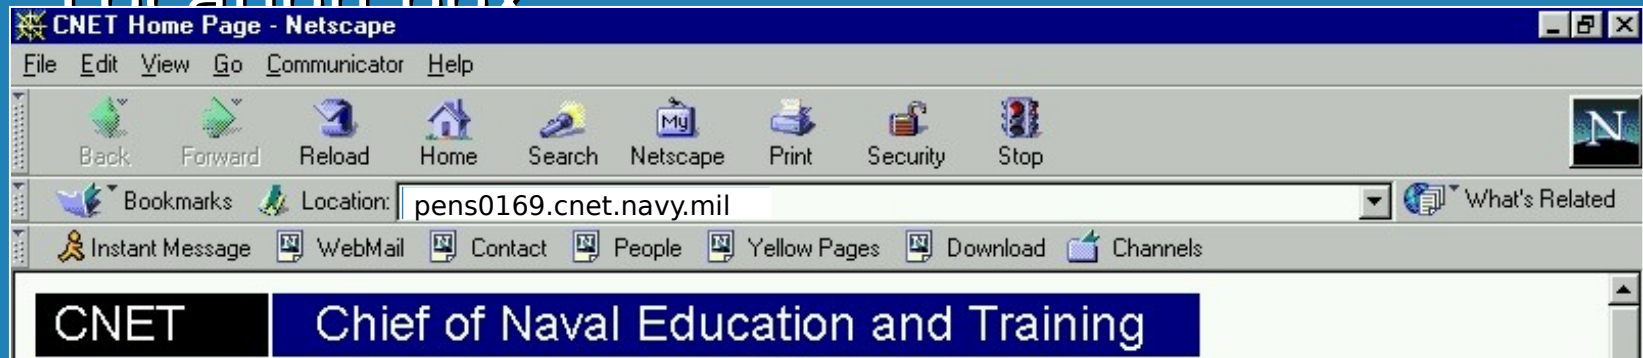 CNET Home Page - Netscape
File Edit View Go Communicator Help
Back Forward Reload Home Search My Netscape Print Security Stop N
Bookmarks Location: pens0169.cnet.navy.mil What's Related
Instant Message WebMail Contact People Yellow Pages Download Channels
CNET Chief of Naval Education and Training